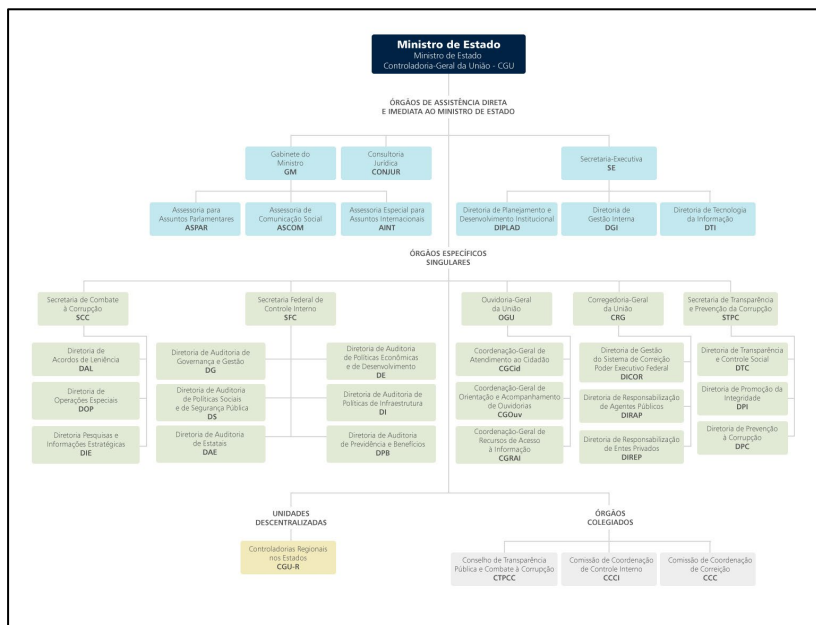 Ministro de Estado
Ministro de Estado
Controladoria-Geral da União - CGU
ÓRGÃOS DE ASSISTÊNCIA DIRETA
E IMEDIATA AO MINISTRO DE ESTADO
Gabinete do
Ministro
GM
Consultoria
Jurídica
CONJUR
Secretaria-Executiva
SE
Assessoria para
Assuntos Parlamentares
ASPAR
Assessoria de
Comunicação Social
ASCOM
Assessoria Especial para
Assuntos Internacionais
AINT
Diretoria de Planejamento e
Desenvolvimento Institucional
DIPLAD
Diretoria de
Gestão Interna
DGI
Diretoria de Tecnologia
da Informação
DTI
ÓRGÃOS ESPECÍFICOS
SINGULARES
Secretaria de Combate
à Corrupção
SCC
Secretaria Federal de
Controle Interno
SFC
Ouvidoria-Geral
da União
OGU
Corregedoria-Geral
da União
CRG
Secretaria de Transparência
e Prevenção da Corrupção
STPC
Diretoria de
Acordos de Leniência
DAL
Diretoria de
Operações Especiais
DOP
Diretoria Pesquisas e
Informações Estratégicas
DIE
Diretoria de Auditoria de
Governança e Gestão
DG
Diretoria de Auditoria
de Políticas Sociais
e de Segurança Pública
DS
Diretoria de Auditoria
de Estatais
DAE
Diretoria de Auditoria
de Políticas Econômicas
e de Desenvolvimento
DE
Diretoria de Auditoria de
Políticas de Infraestrutura
DI
Diretoria de Auditoria
de Previdência e Benefícios
DPB
Coordenação-Geral de
Atendimento ao Cidadão
CGCid
Coordenação-Geral de
Orientação e Acompanhamento
de Ouvidorias
CGOuv
Coordenação-Geral de
Recursos de Acesso
à Informação
CGRAI
Diretoria de Gestão
do Sistema de Correição
Poder Executivo Federal
DICOR
Diretoria de Responsabilização
de Agentes Públicos
DIRAP
Diretoria de Responsabilização
de Entes Privados
DIREP
Diretoria de Transparência
e Controle Social
DTC
Diretoria de Promoção da
Integridade
DPI
Diretoria de Prevenção
à Corrupção
DPC
UNIDADES
DESCENTRALIZADAS
Controladorias Regionais
nos Estados
CGU-R
ÓRGÃOS
COLEGIADOS
Conselho de Transparência
Pública e Combate à Corrupção
CTPCC
Comissão de Coordenação
de Controle Interno
CCCI
Comissão de Coordenação
de Correição
CCC